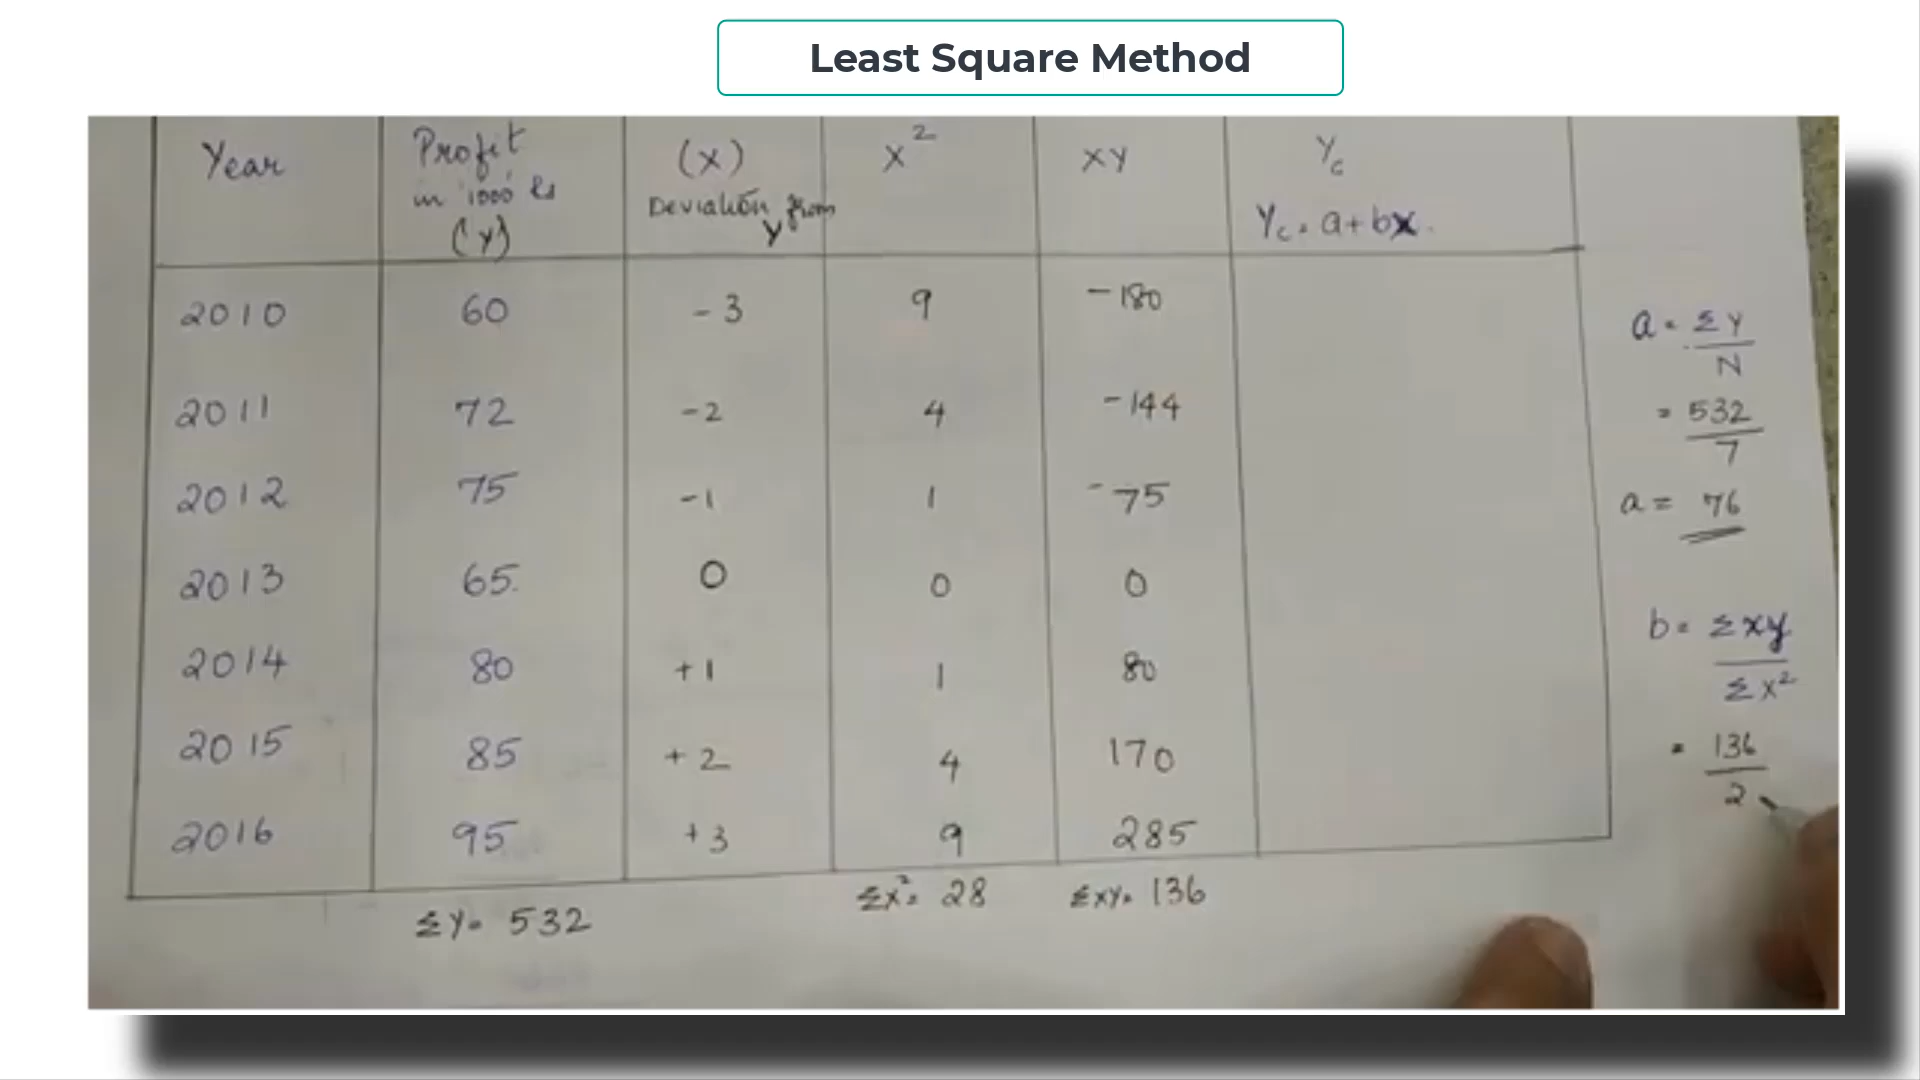 Least Square Method
Year Profit in '1000 Rs (Y) (X) Deviation from Y X² XY Yc Yc = a+bx.
2010 60 -3 9 -180
2011 72 -2 4 -144
2012 75 -1 1 -75
2013 65. 0 0 0
2014 80 +1 1 80
2015 85 +2 4 170
2016 95 +3 9 285
ΣY= 532 Σx²= 28 Σxy= 136
a = ΣY
N
= 532
7
a = 76
b = Σxy
Σx²
= 136
2